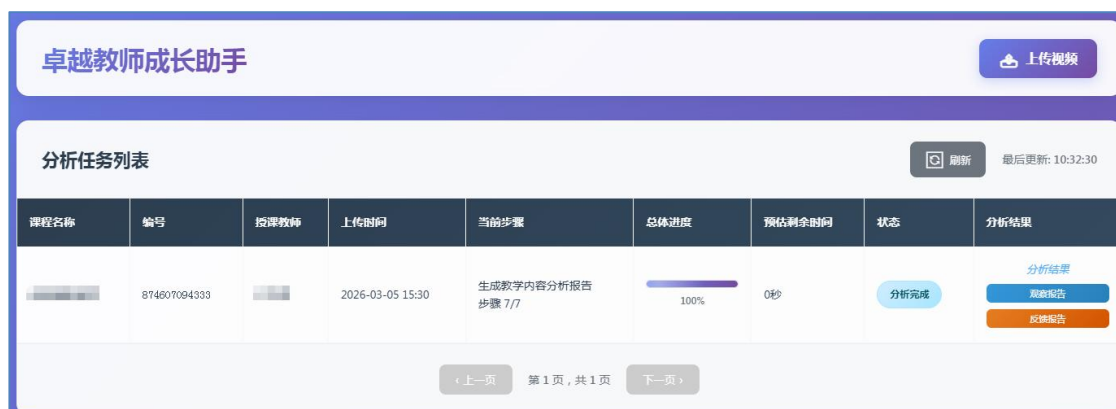 卓越教师成长助手
上传视频
分析任务列表
刷新
最后更新: 10:32:30
课程名称 编号 授课教师 上传时间 当前步骤 总体进度 预估剩余时间 状态 分析结果
分析结果
874607094333 2026-03-05 15:30 生成教学内容分析报告 0秒 分析完成 观察报告
步骤 7/7 100%
反馈报告
‹ 上一页 第 1 页 , 共 1 页 下一页 ›